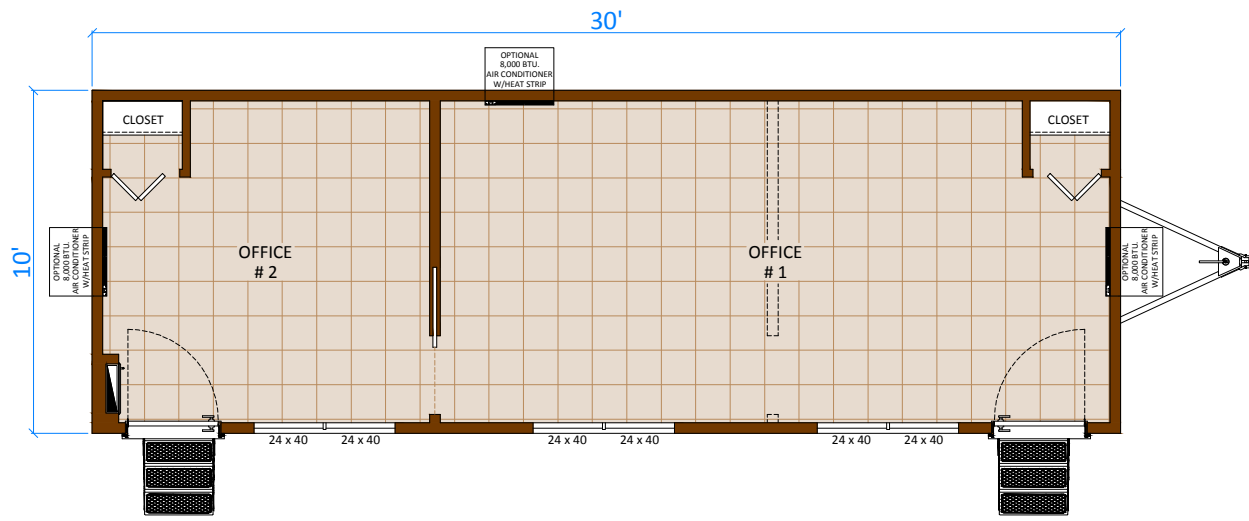 30'
OPTIONAL
8,000 BTU.
AIR CONDITIONER
W/HEAT STRIP
CLOSET
CLOSET
10'
OPTIONAL
8,000 BTU.
AIR CONDITIONER
W/HEAT STRIP
OFFICE
# 2
OFFICE
# 1
OPTIONAL
8,000 BTU.
AIR CONDITIONER
W/HEAT STRIP
24 x 40
24 x 40
24 x 40
24 x 40
24 x 40
24 x 40